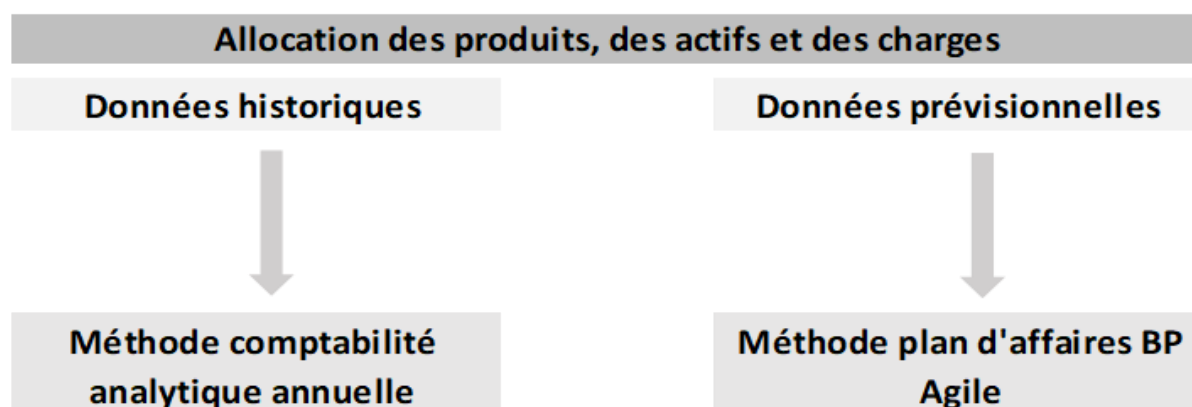 Allocation des produits, des actifs et des charges
Données historiques
Données prévisionnelles
Méthode comptabilité
analytique annuelle
Méthode plan d'affaires BP
Agile